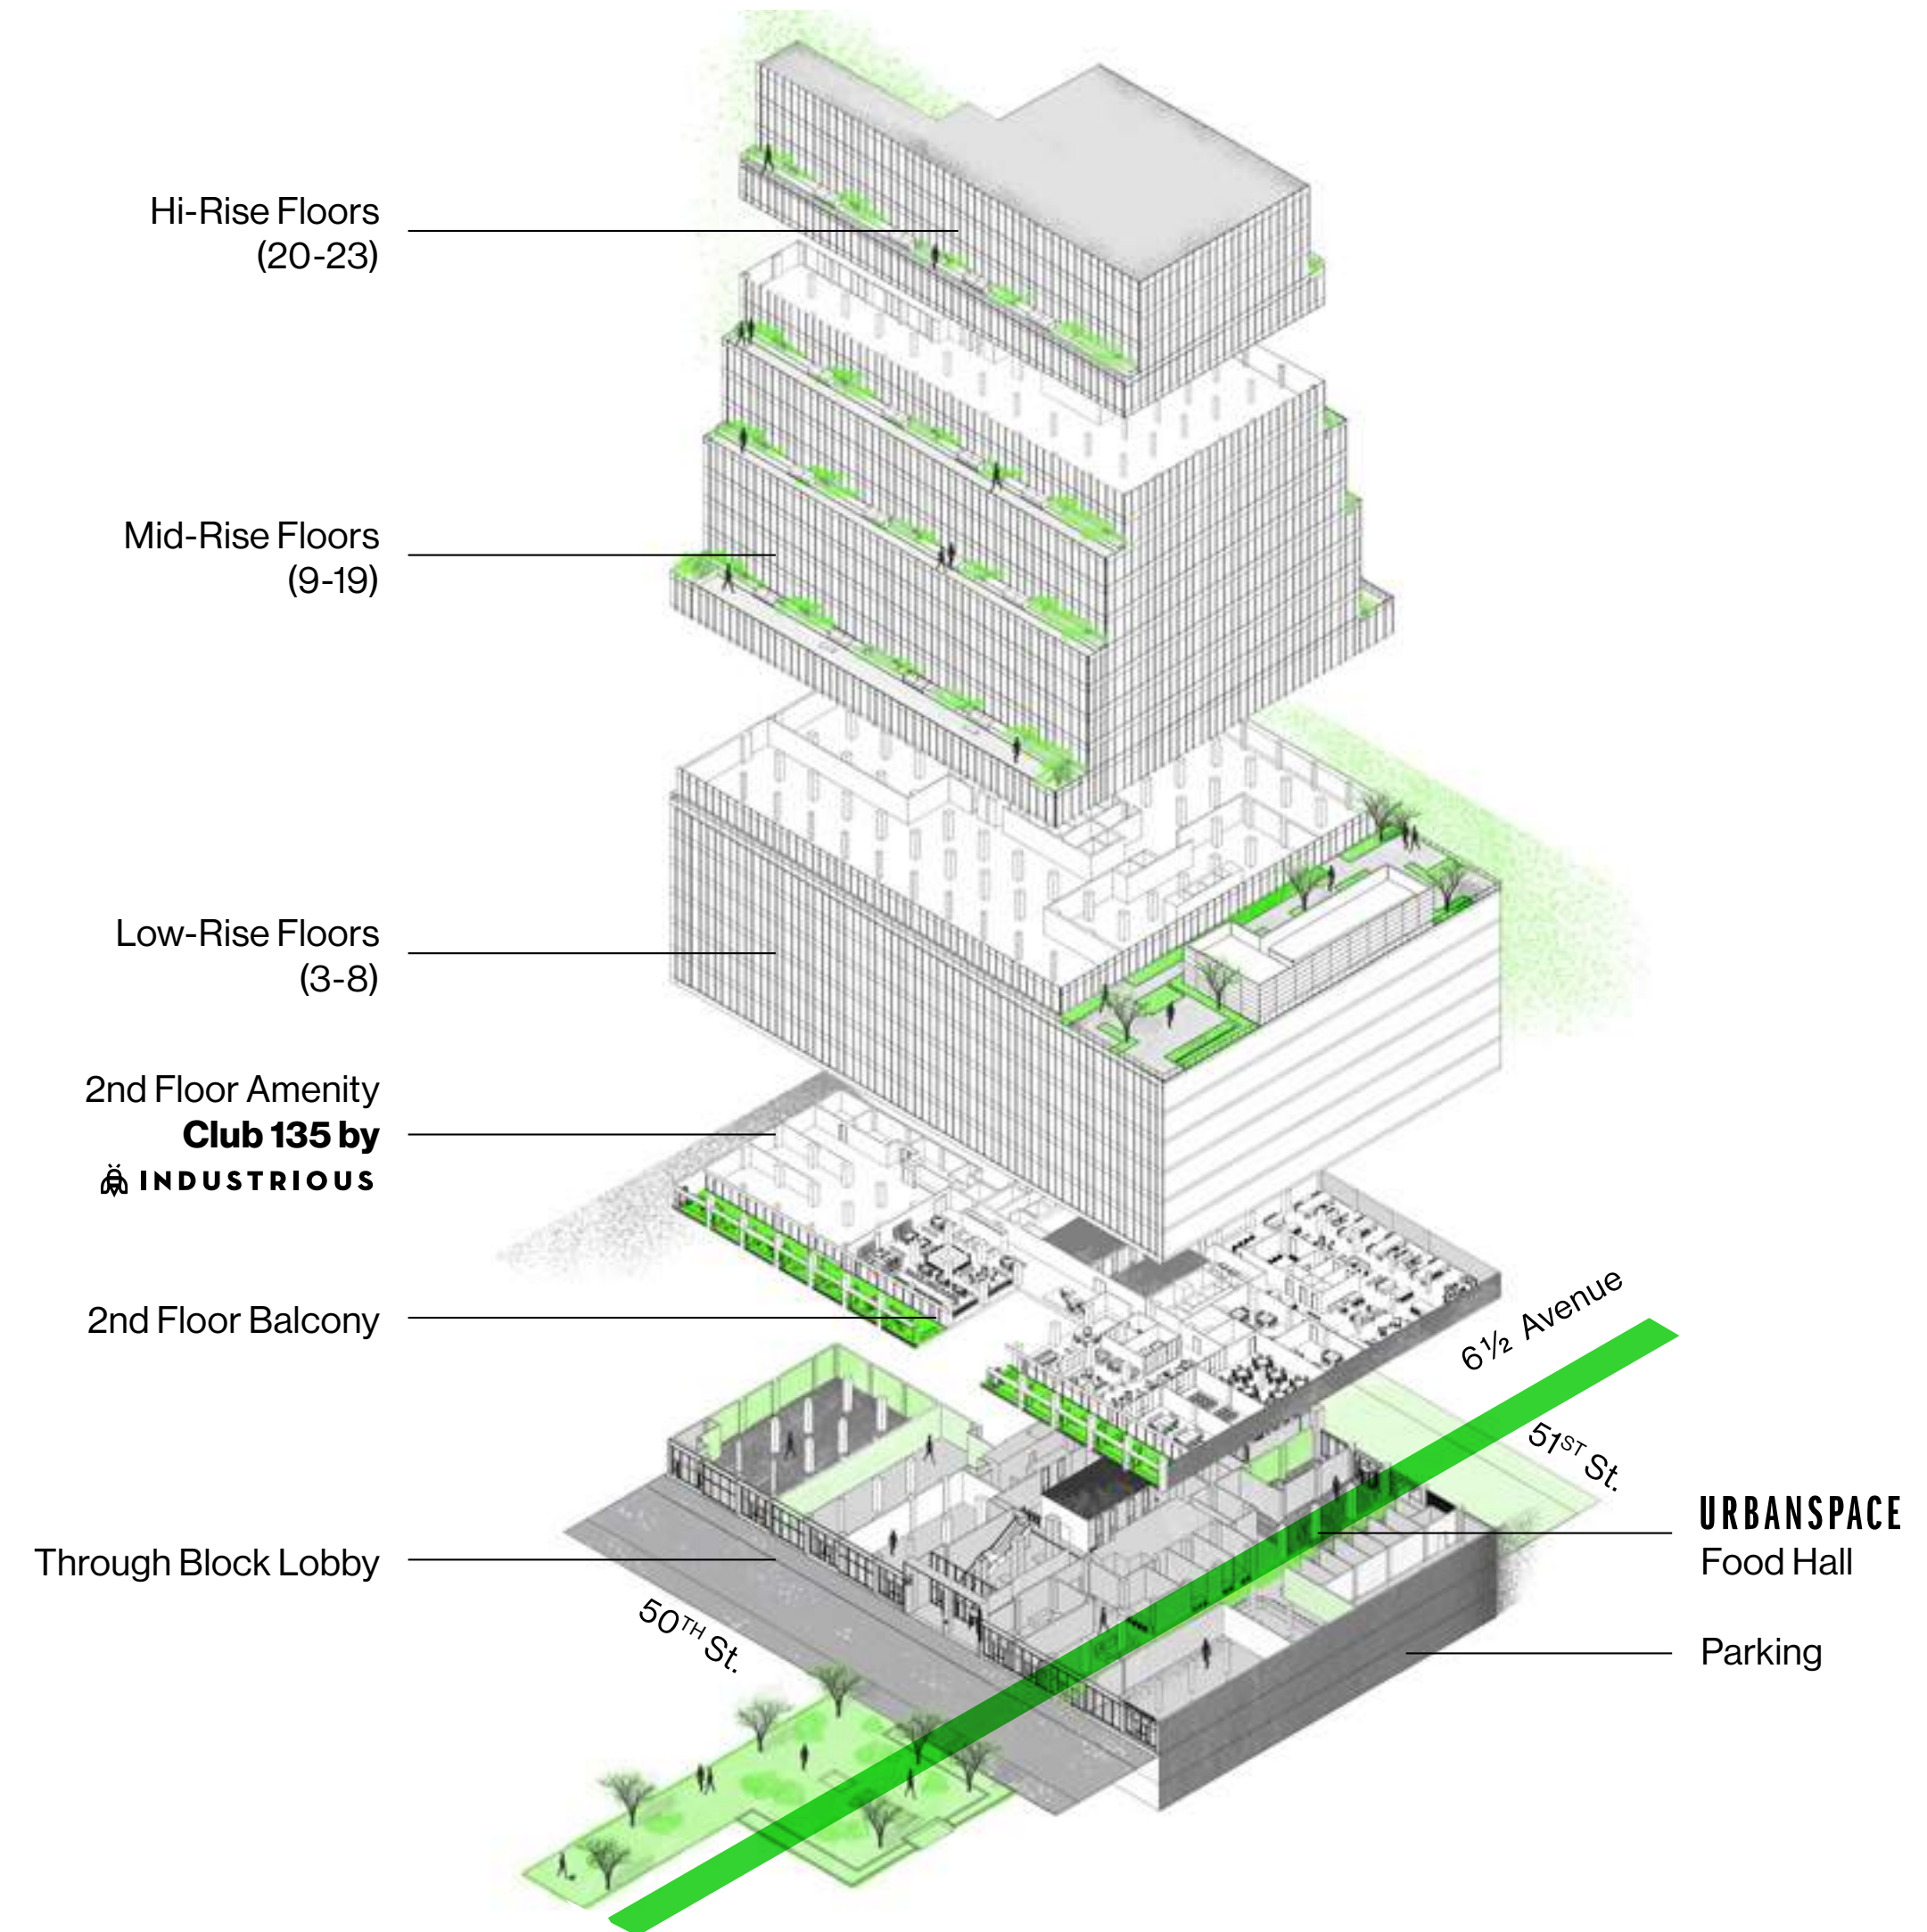 Hi-Rise Floors
(20-23)
Mid-Rise Floors
(9-19)
Low-Rise Floors
(3-8)
2nd Floor Amenity
Club 135 by
INDUSTRIOUS
2nd Floor Balcony
6½ Avenue
51ST St.
URBANSPACE
Food Hall
Through Block Lobby
50TH St.
Parking